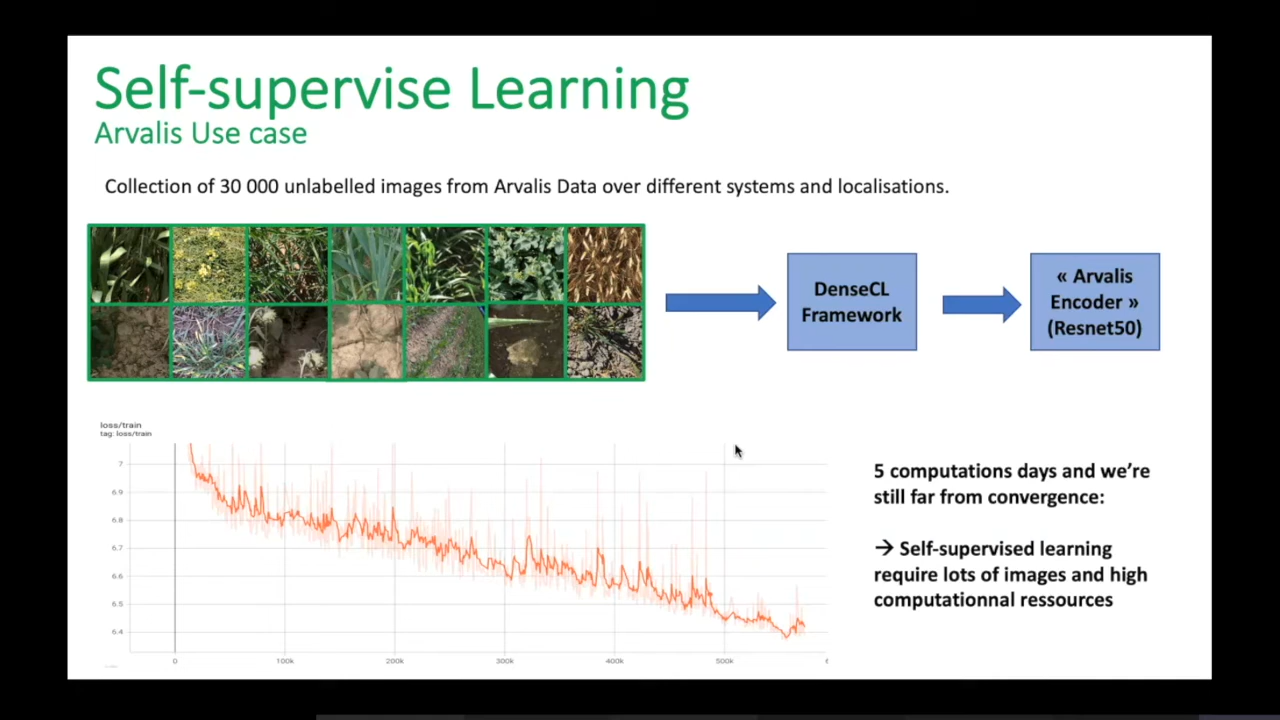 Self-supervise Learning
Arvalis Use case
Collection of 30 000 unlabelled images from Arvalis Data over different systems and localisations.
DenseCL
Framework
« Arvalis
Encoder »
(Resnet50)
loss/train
tag: loss/train
7
6.9
6.8
6.7
6.6
6.5
6.4
0
100k
200k
300k
400k
500k
6
5 computations days and we're
still far from convergence:
→ Self-supervised learning
require lots of images and high
computationnal ressources